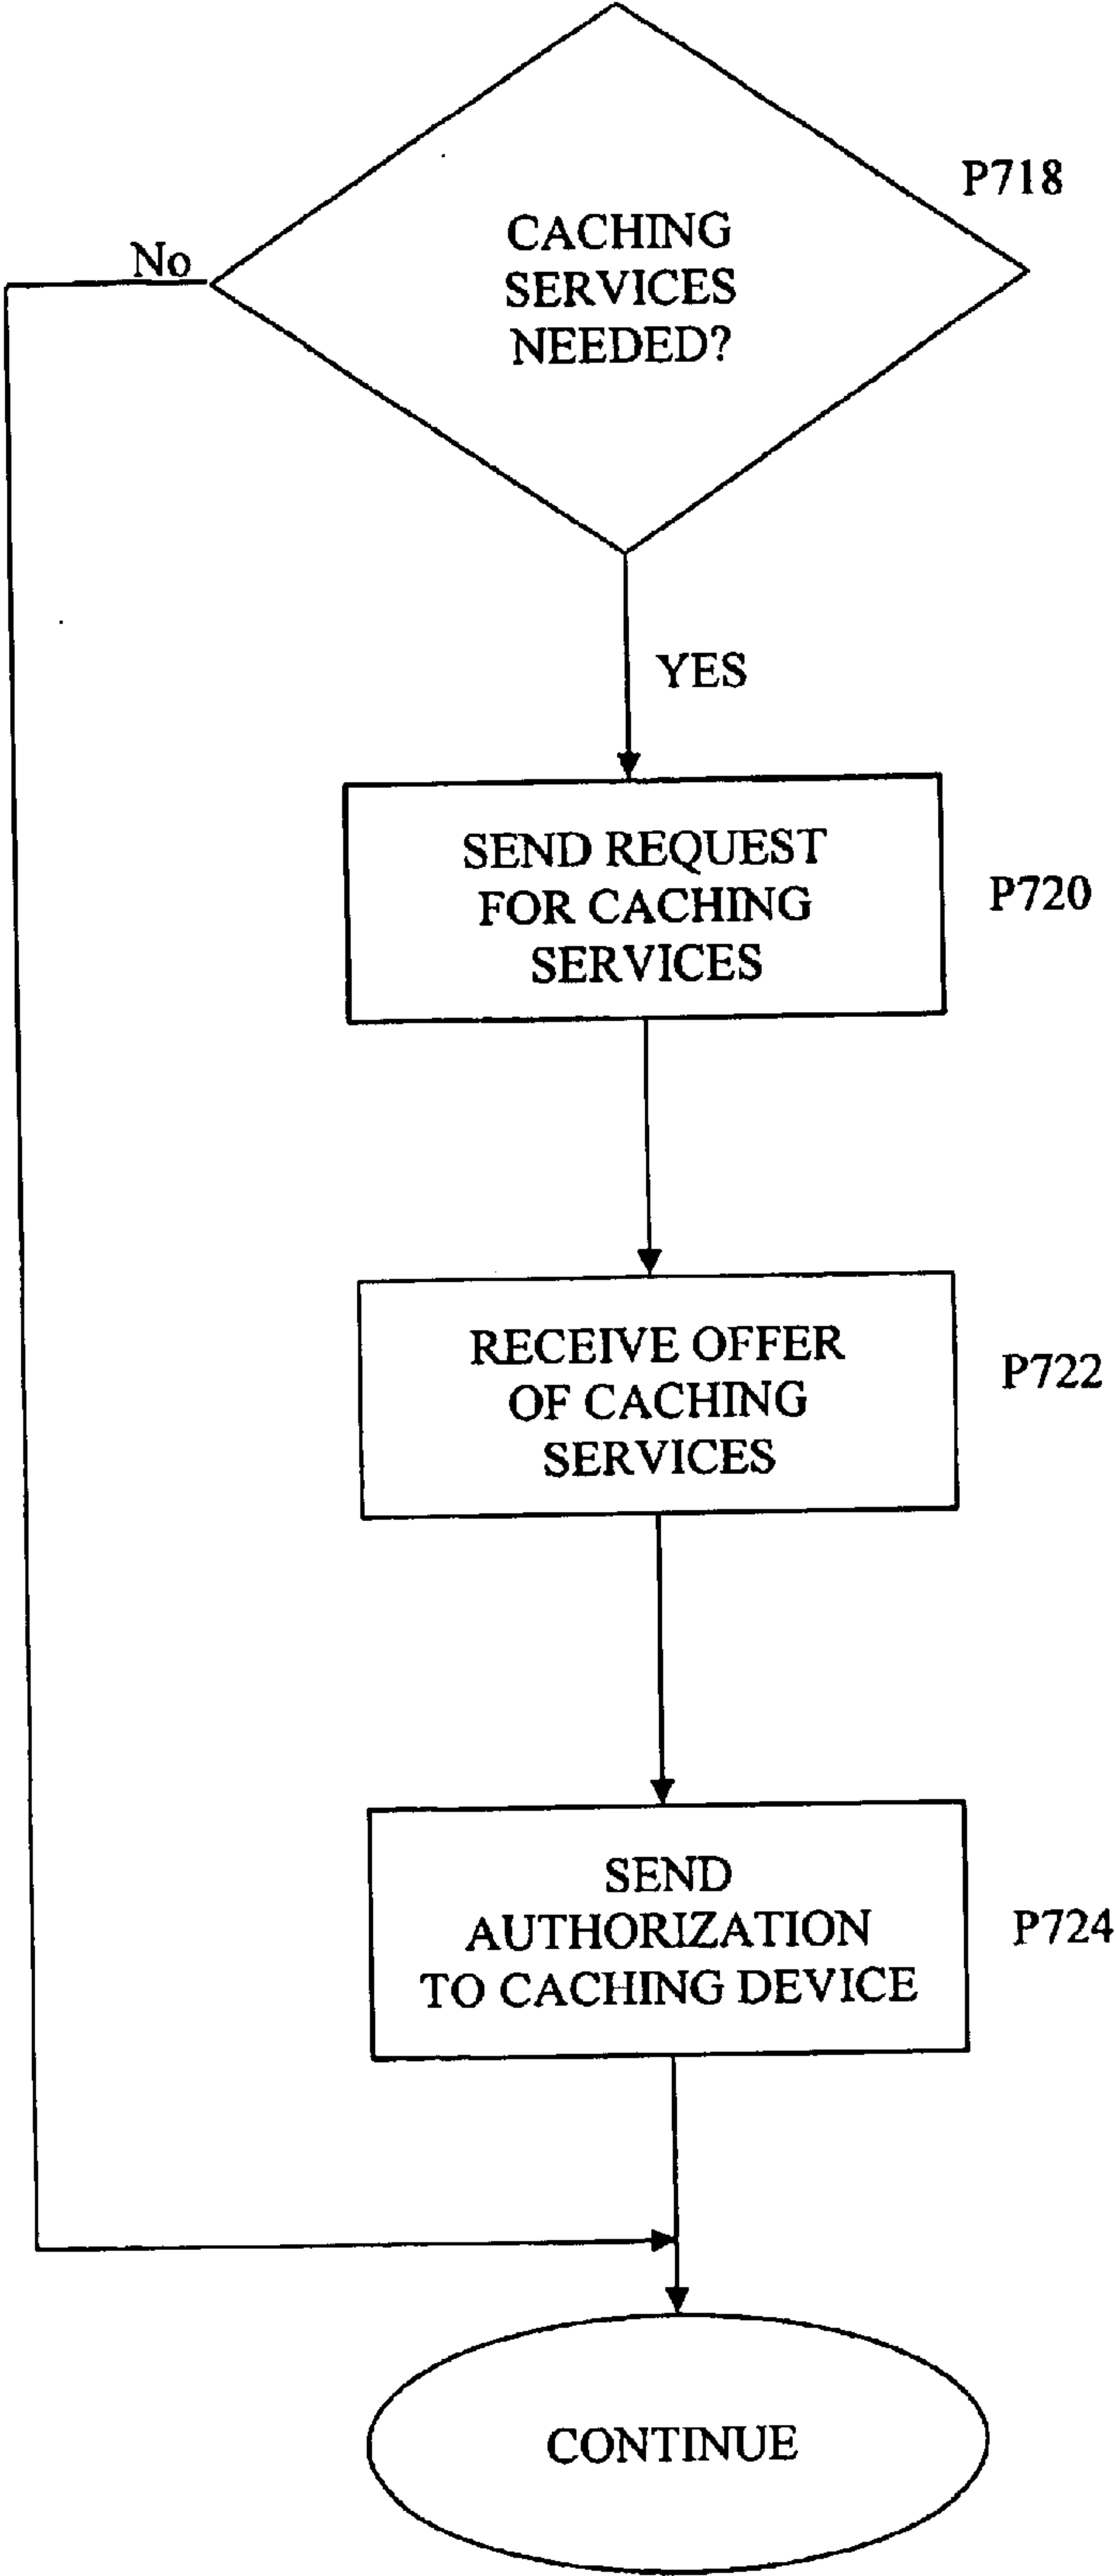 P718
CACHING
SERVICES
NEEDED?
No
YES
SEND REQUEST
FOR CACHING
SERVICES
P720
RECEIVE OFFER
OF CACHING
SERVICES
P722
SEND
AUTHORIZATION
TO CACHING DEVICE
P724
CONTINUE